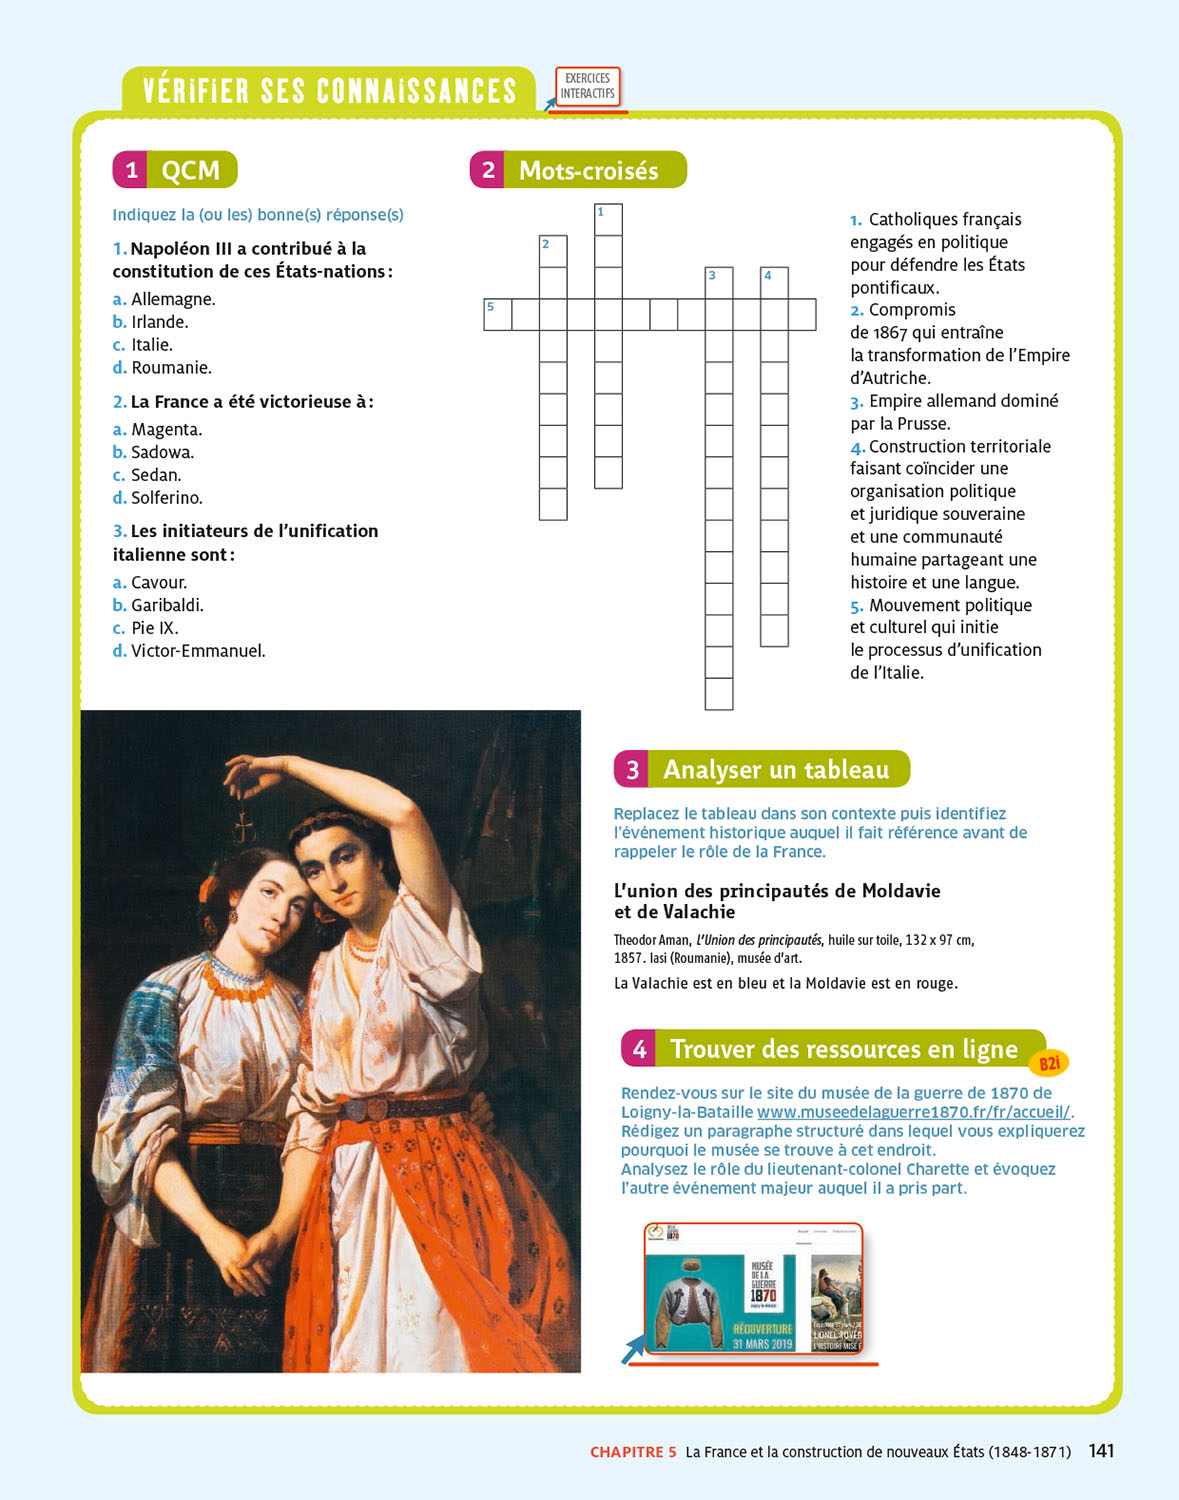 VÉRIFIER SES CONNAISSANCES
EXERCICES
INTERACTIFS
1 QCM
Indiquez la (ou les) bonne(s) réponse(s)
1. Napoléon III a contribué à la
constitution de ces États-nations :
a. Allemagne.
b. Irlande.
c. Italie.
d. Roumanie.
2. La France a été victorieuse à :
a. Magenta.
b. Sadowa.
c. Sedan.
d. Solferino.
3. Les initiateurs de l'unification
italienne sont :
a. Cavour.
b. Garibaldi.
c. Pie IX.
d. Victor-Emmanuel.
2 Mots-croisés
1
2
3
4
5
1. Catholiques français
engagés en politique
pour défendre les États
pontificaux.
2. Compromis
de 1867 qui entraîne
la transformation de l'Empire
d'Autriche.
3. Empire allemand dominé
par la Prusse.
4. Construction territoriale
faisant coïncider une
organisation politique
et juridique souveraine
et une communauté
humaine partageant une
histoire et une langue.
5. Mouvement politique
et culturel qui initie
le processus d'unification
de l'Italie.
3 Analyser un tableau
Replacez le tableau dans son contexte puis identifiez
l'événement historique auquel il fait référence avant de
rappeler le rôle de la France.
L'union des principautés de Moldavie
et de Valachie
Theodor Aman, L'Union des principautés, huile sur toile, 132 x 97 cm,
1857. Iasi (Roumanie), musée d'art.
La Valachie est en bleu et la Moldavie est en rouge.
4 Trouver des ressources en ligne
B2i
Rendez-vous sur le site du musée de la guerre de 1870 de
Loigny-la-Bataille www.museedelaguerre1870.fr/fr/accueil/.
Rédigez un paragraphe structuré dans lequel vous expliquerez
pourquoi le musée se trouve à cet endroit.
Analysez le rôle du lieutenant-colonel Charette et évoquez
l'autre événement majeur auquel il a pris part.
MUSÉE
DE LA
GUERRE
1870
Loigny-la-Bataille
RÉOUVERTURE
31 MARS 2019
LIONEL ROYER
L'HISTOIRE MISE
CHAPITRE 5 La France et la construction de nouveaux États (1848-1871) 141